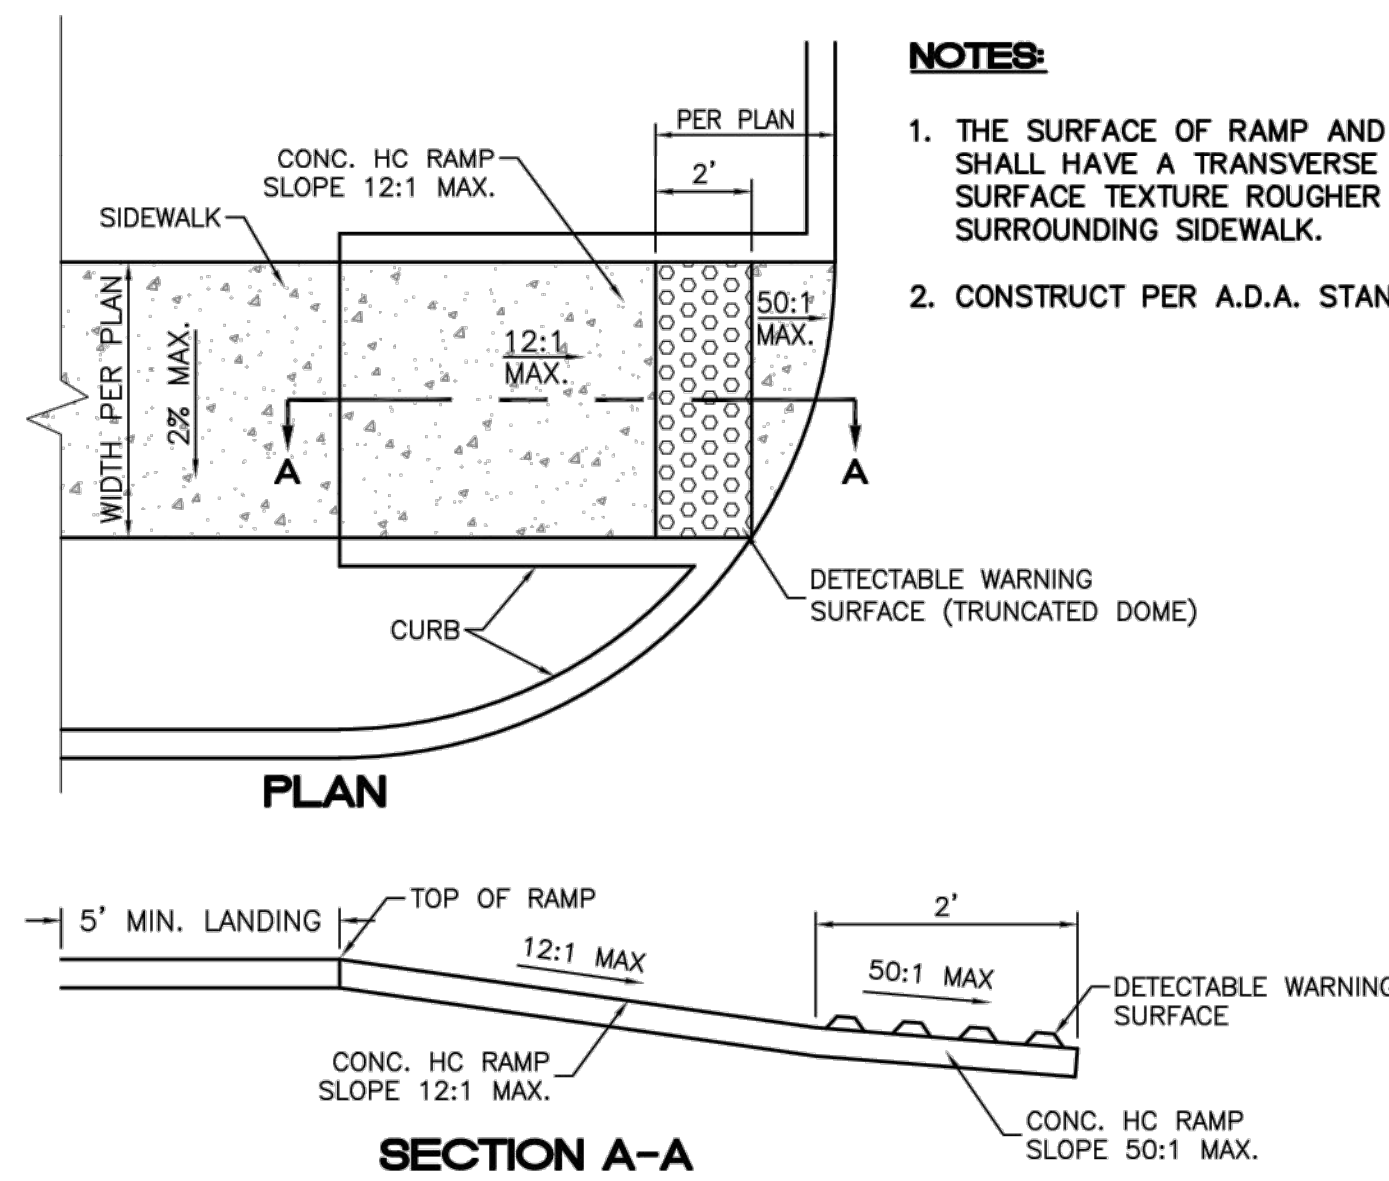 NOTES:
1. THE SURFACE OF RAMP AND
SHALL HAVE A TRANSVERSE
SURFACE TEXTURE ROUGHER
SURROUNDING SIDEWALK.
2. CONSTRUCT PER A.D.A. STAN
PER PLAN
2'
CONC. HC RAMP
SLOPE 12:1 MAX.
SIDEWALK
WIDTH PER PLAN
2% MAX.
12:1
MAX.
50:1
MAX.
A
A
DETECTABLE WARNING
SURFACE (TRUNCATED DOME)
CURB
PLAN
5' MIN. LANDING
TOP OF RAMP
12:1 MAX
2'
50:1 MAX
DETECTABLE WARNING
SURFACE
CONC. HC RAMP
SLOPE 12:1 MAX.
CONC. HC RAMP
SLOPE 50:1 MAX.
SECTION A-A